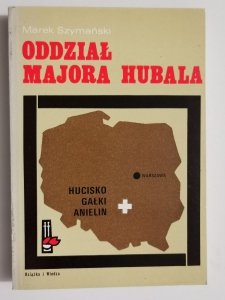 Marek Szymański
ODDZIAŁ
MAJORA HUBALA
WARSZAWA
HUCISKO
GAŁKI
ANIELIN
Książka i Wiedza